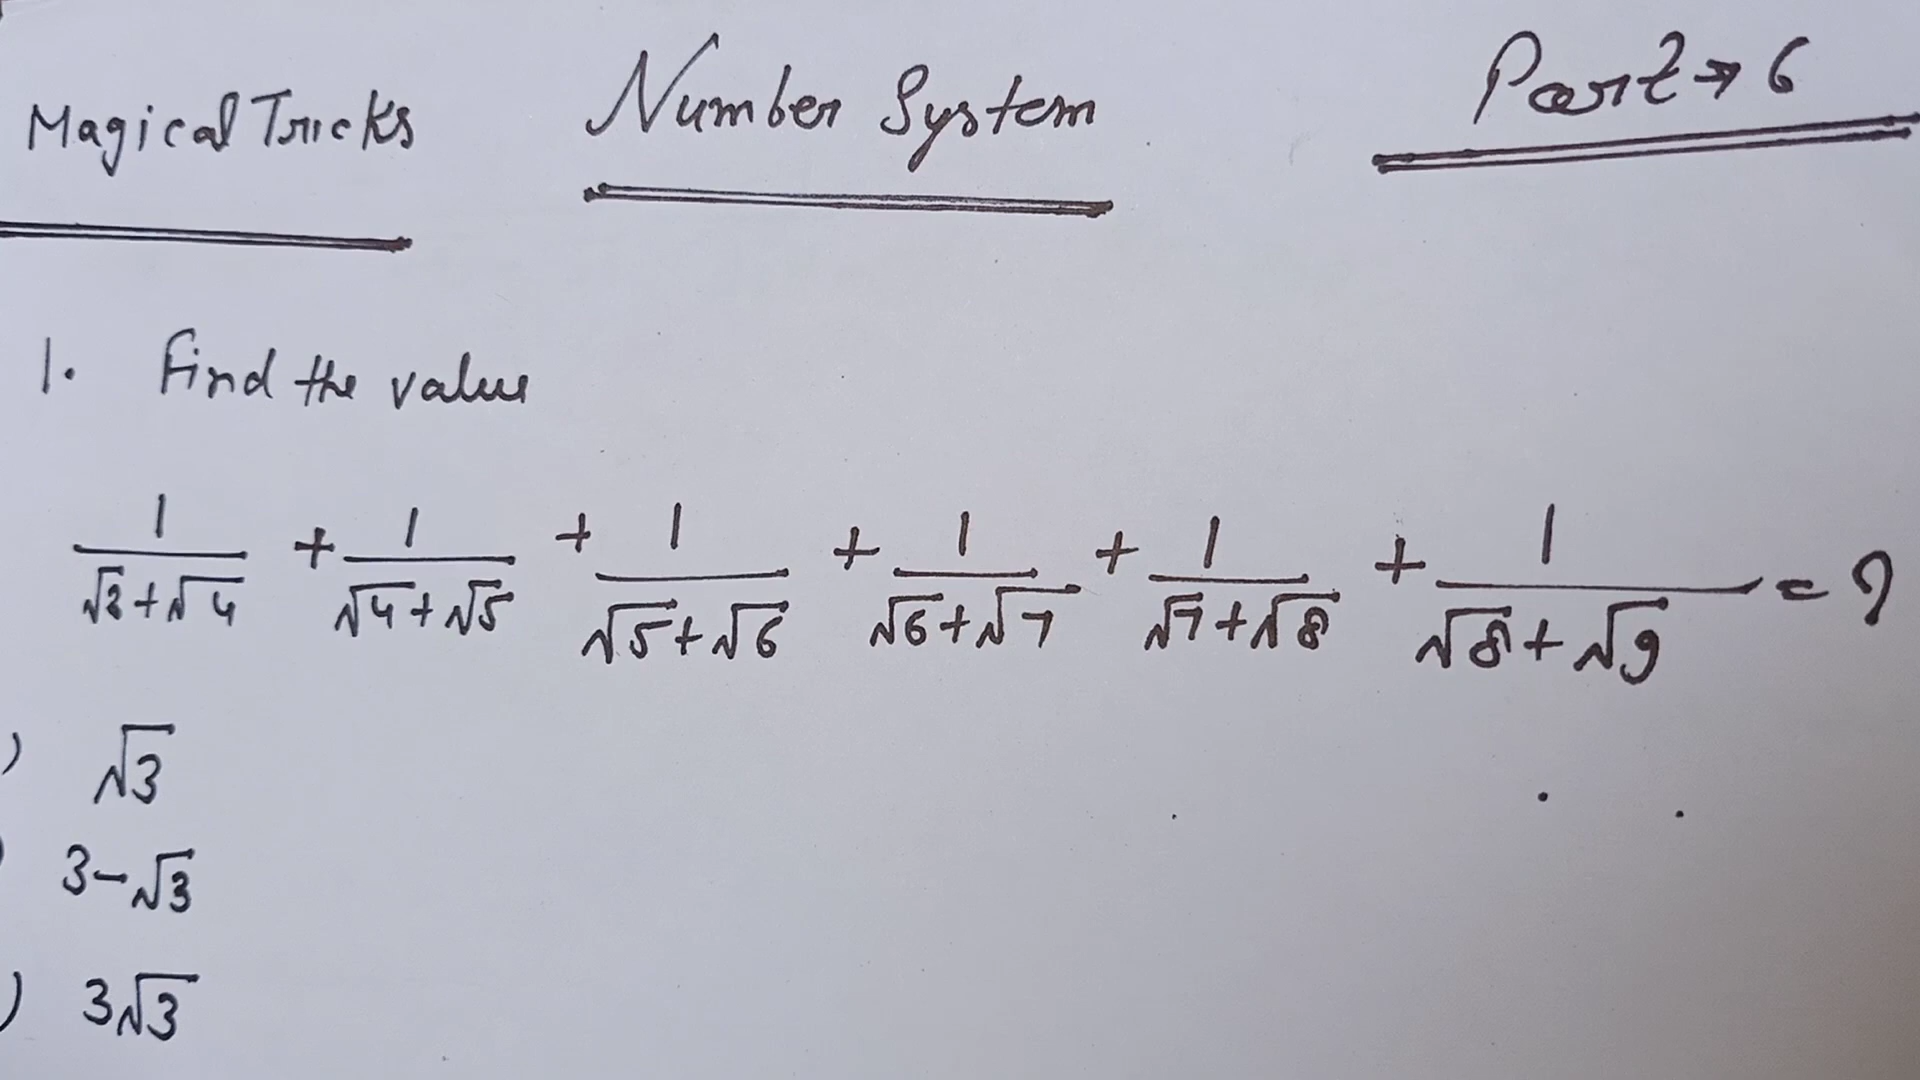 Magical Tricks Number System Part → 6
1. Find the value
1/(√3+√4) + 1/(√4+√5) + 1/(√5+√6) + 1/(√6+√7) + 1/(√7+√8) + 1/(√8+√9) = ?
) √3
) 3-√3
) 3√3